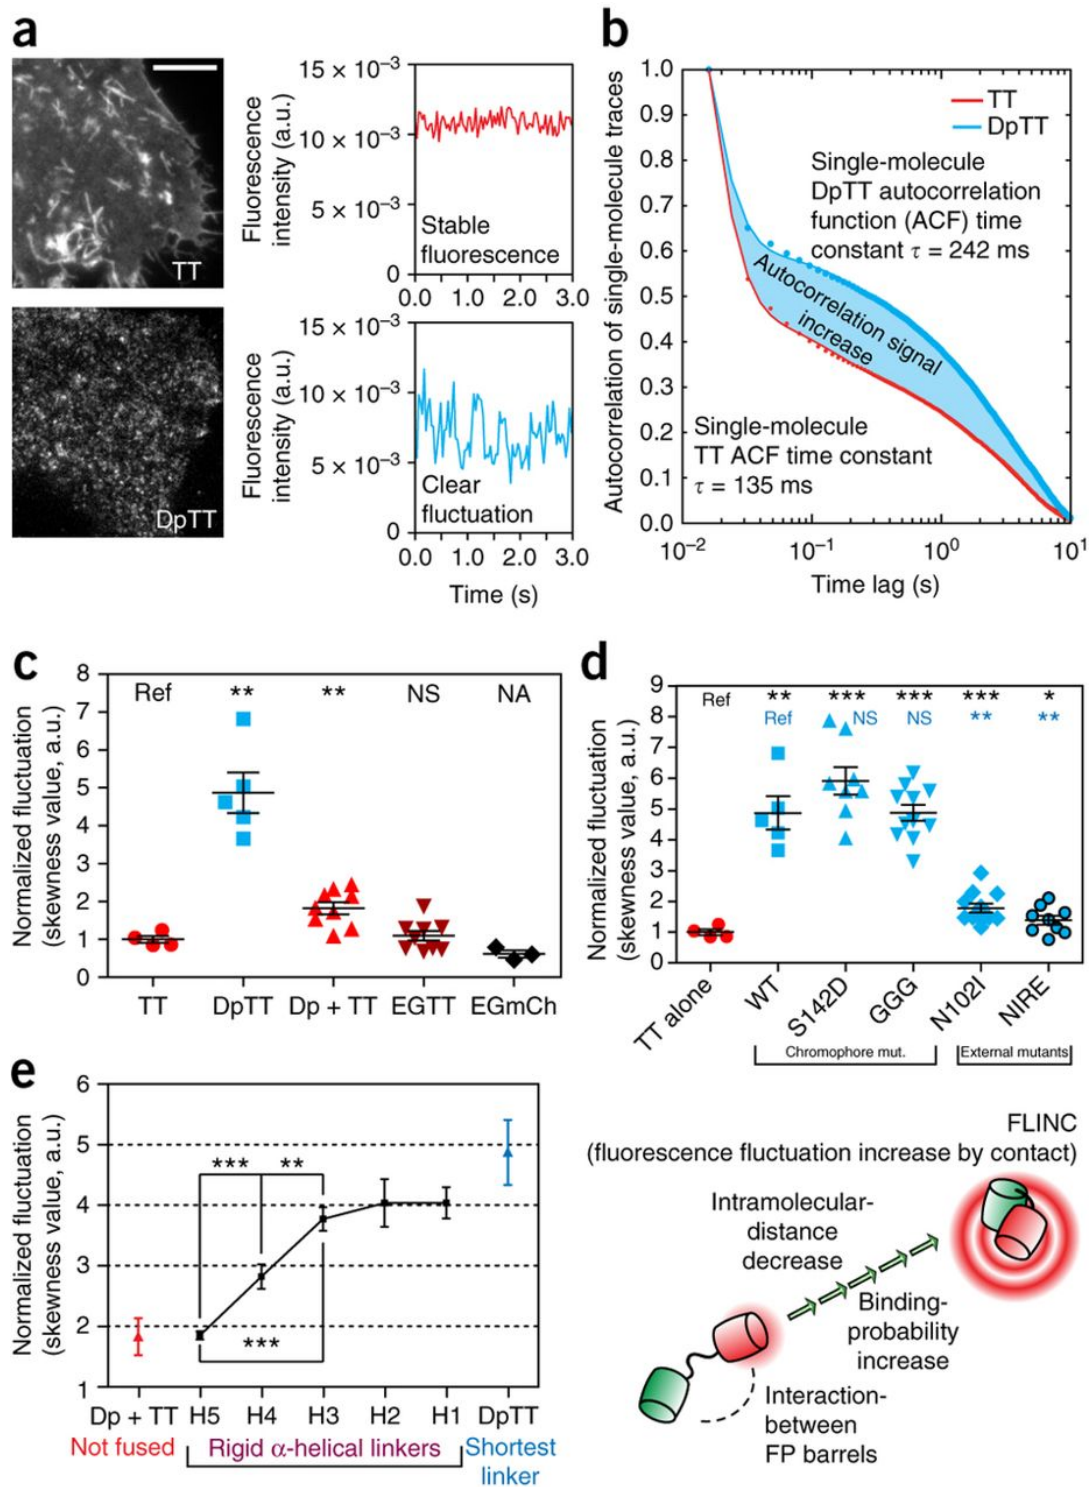 a
TT
DpTT
Fluorescence
intensity (a.u.)
15 × 10⁻³
10 × 10⁻³
5 × 10⁻³
0
Stable
fluorescence
0.0 1.0 2.0 3.0
Fluorescence
intensity (a.u.)
15 × 10⁻³
10 × 10⁻³
5 × 10⁻³
0
Clear
fluctuation
0.0 1.0 2.0 3.0
Time (s)
b
Autocorrelation of single-molecule traces
1.0
0.9
0.8
0.7
0.6
0.5
0.4
0.3
0.2
0.1
0.0
TT
DpTT
Single-molecule
DpTT autocorrelation
function (ACF) time
constant τ = 242 ms
Autocorrelation signal
increase
Single-molecule
TT ACF time constant
τ = 135 ms
10⁻² 10⁻¹ 10⁰ 10¹
Time lag (s)
c
Normalized fluctuation
(skewness value, a.u.)
8
7
6
5
4
3
2
1
0
Ref ** ** NS NA
TT DpTT Dp + TT EGTT EGmCh
d
Normalized fluctuation
(skewness value, a.u.)
9
8
7
6
5
4
3
2
1
0
Ref ** *** *** *** *
Ref NS NS ** **
TT alone WT S142D GGG N102I NIRE
Chromophore mut. External mutants
e
Normalized fluctuation
(skewness value, a.u.)
6
5
4
3
2
1
*** **
***
Dp + TT H5 H4 H3 H2 H1 DpTT
Not fused Rigid α-helical linkers Shortest
linker
FLINC
(fluorescence fluctuation increase by contact)
Intramolecular-
distance
decrease
Binding-
probability
increase
Interaction-
between
FP barrels